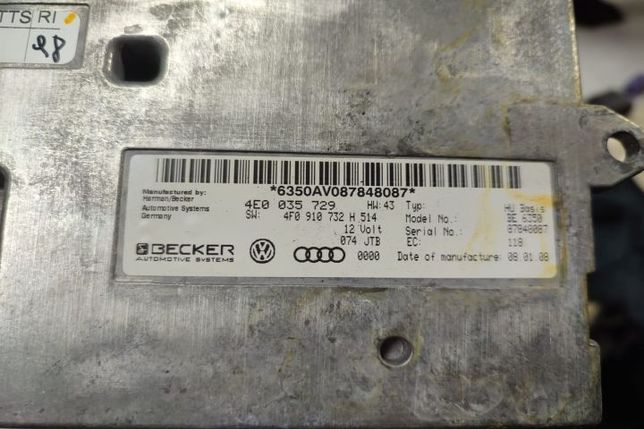 TTS RI
98
*6350AV087848087*
Manufactured by:
Harman/Becker
Automotive Systems
Germany
4E0 035 729 HW: 43 Typ: HU Basis
SW: 4F0 910 732 H 514 Model No.: BE 6350
12 Volt Serial No.: 87848087
074 JTB EC: 118
0000 Date of manufacture: 08.01.08
BECKER
AUTOMOTIVE SYSTEMS